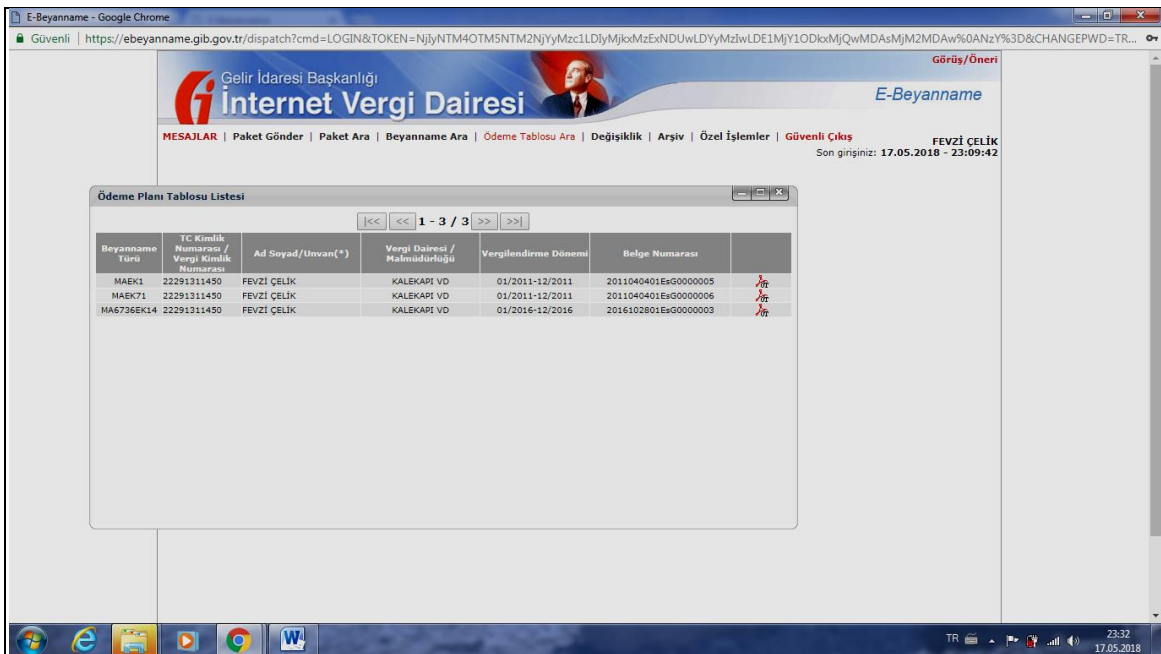 E-Beyanname - Google Chrome
Güvenli | https://ebeyanname.gib.gov.tr/dispatch?cmd=LOGIN&TOKEN=
Görüş/Öneri
Gelir İdaresi Başkanlığı
İnternet Vergi Dairesi
E-Beyanname
MESAJLAR | Paket Gönder | Paket Ara | Beyanname Ara | Ödeme Tablosu Ara | Değişiklik | Arşiv | Özel İşlemler | Güvenli Çıkış
FEVZİ ÇELİK
Son girişiniz: 17.05.2018 - 23:09:42
Ödeme Planı Tablosu Listesi
|<< << 1 - 3 / 3 >> >>|
Beyanname Türü TC Kimlik Numarası / Vergi Kimlik Numarası Ad Soyad/Unvan(*) Vergi Dairesi / Malmüdürlüğü Vergilendirme Dönemi Belge Numarası
MAEK1 22291311450 FEVZİ ÇELİK KALEKAPI VD 01/2011-12/2011 2011040401EsG0000005
MAEK71 22291311450 FEVZİ ÇELİK KALEKAPI VD 01/2011-12/2011 2011040401EsG0000006
MA6736EK14 22291311450 FEVZİ ÇELİK KALEKAPI VD 01/2016-12/2016 2016102801EsG0000003
TR 23:32
17.05.2018